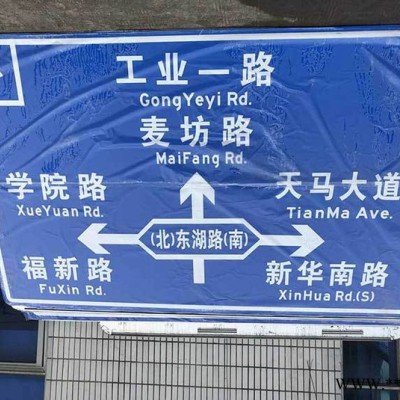 工业一路
GongYeyi Rd.
麦坊路
MaiFang Rd.
学院路
XueYuan Rd.
天马大道
TianMa Ave.
(北)东湖路(南)
福新路
FuXin Rd.
新华南路
XinHua Rd.(S)